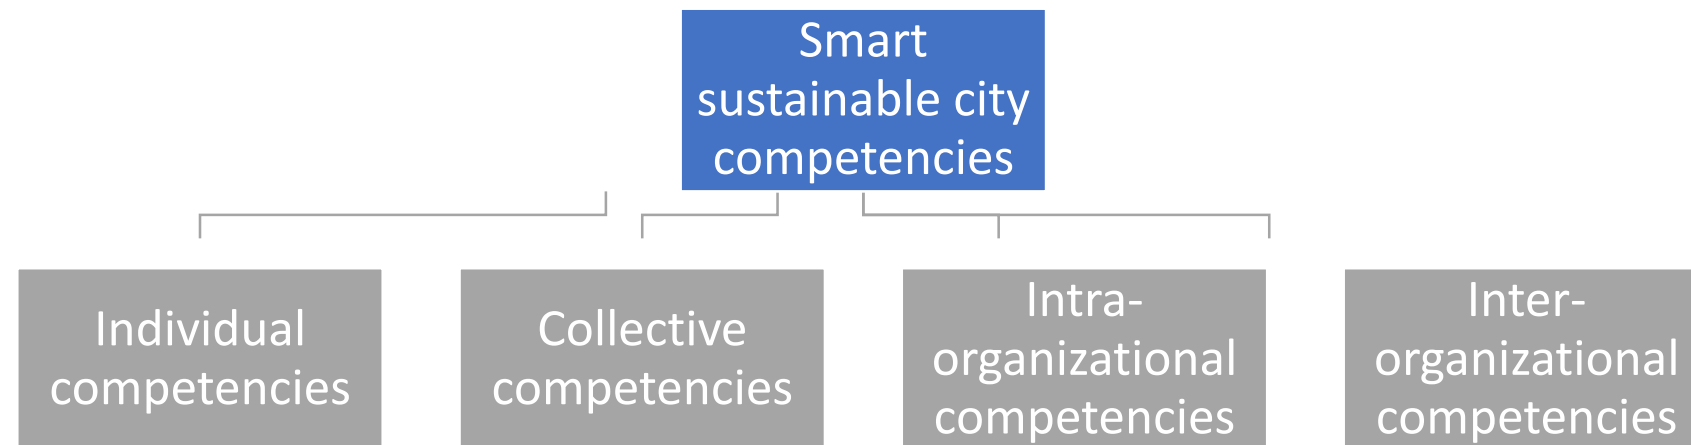 Smart
sustainable city
competencies
Individual
competencies
Collective
competencies
Intra-
organizational
competencies
Inter-
organizational
competencies